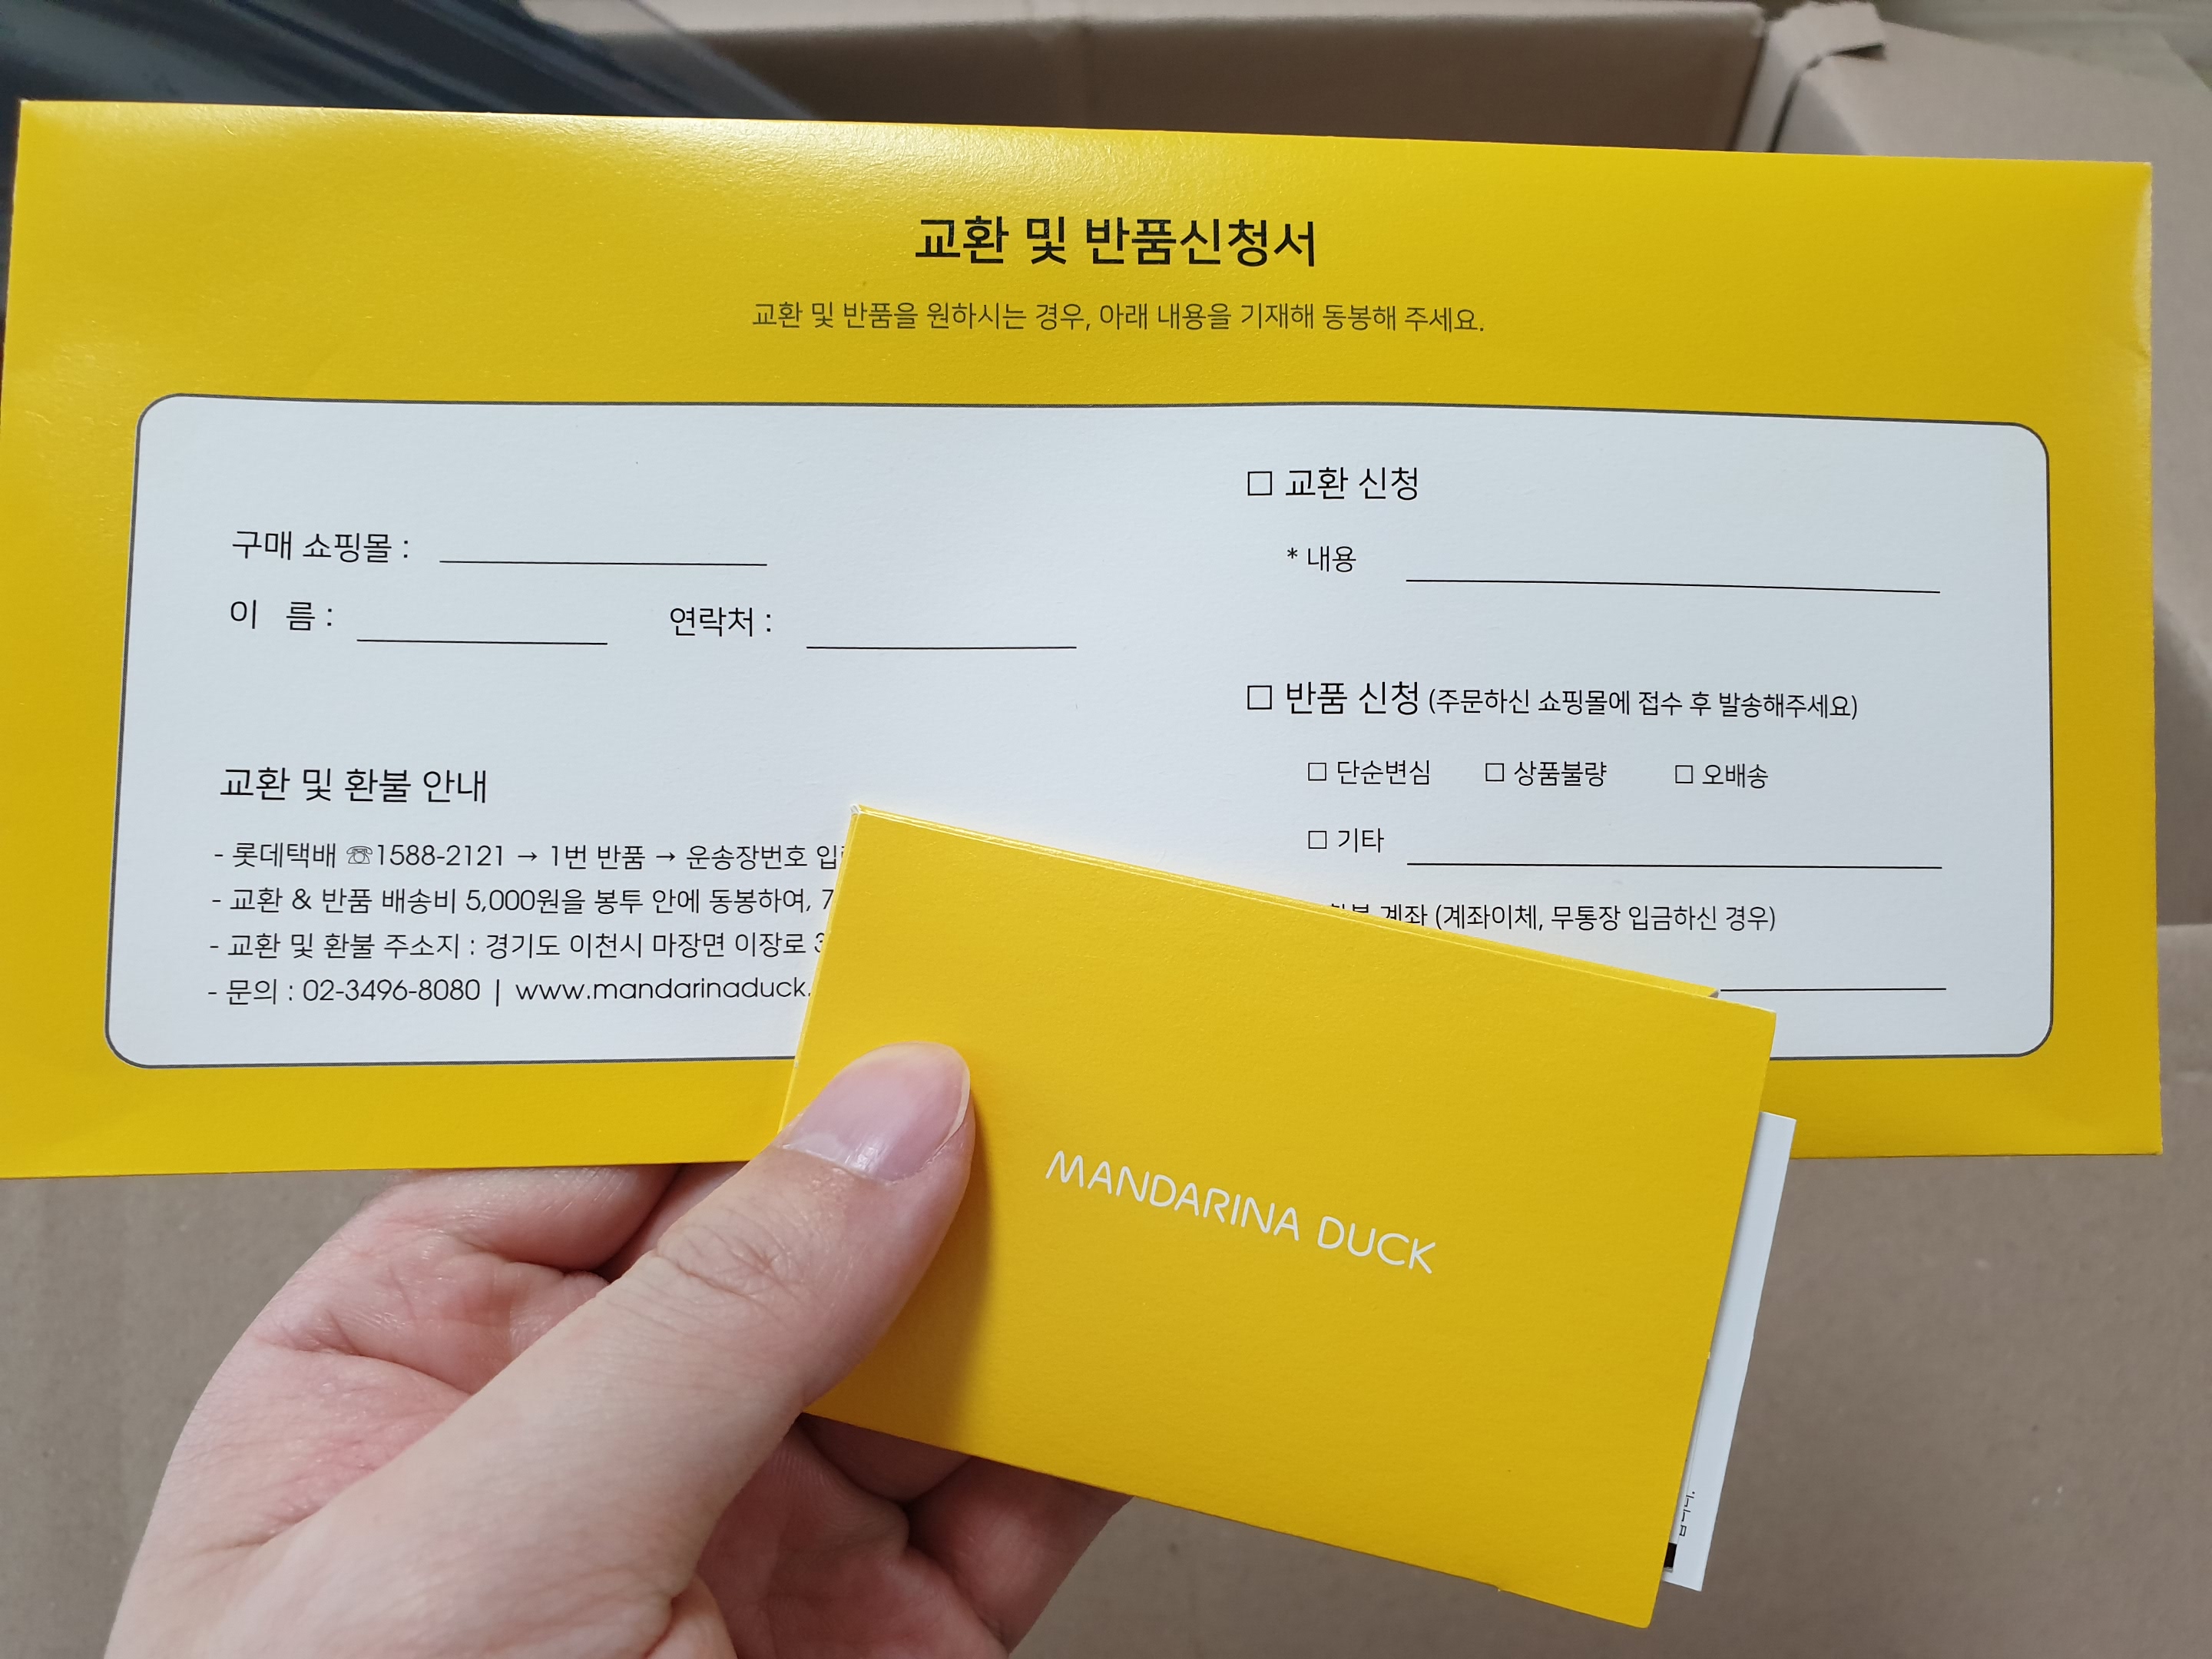 교환 및 반품신청서
교환 및 반품을 원하시는 경우, 아래 내용을 기재해 동봉해 주세요.
구매 쇼핑몰 :
이 름 :
연락처 :
교환 및 환불 안내
- 롯데택배 ☏1588-2121 → 1번 반품 → 운송장번호
- 교환 & 반품 배송비 5,000원을 봉투 안에 동봉하여,
- 교환 및 환불 주소지 : 경기도 이천시 마장면 이장로
- 문의 : 02-3496-8080 | www.mandarinaduck.
□ 교환 신청
* 내용
□ 반품 신청 (주문하신 쇼핑몰에 접수 후 발송해주세요)
□ 단순변심 □ 상품불량 □ 오배송
□ 기타
계좌 (계좌이체, 무통장 입금하신 경우)
MANDARINA DUCK